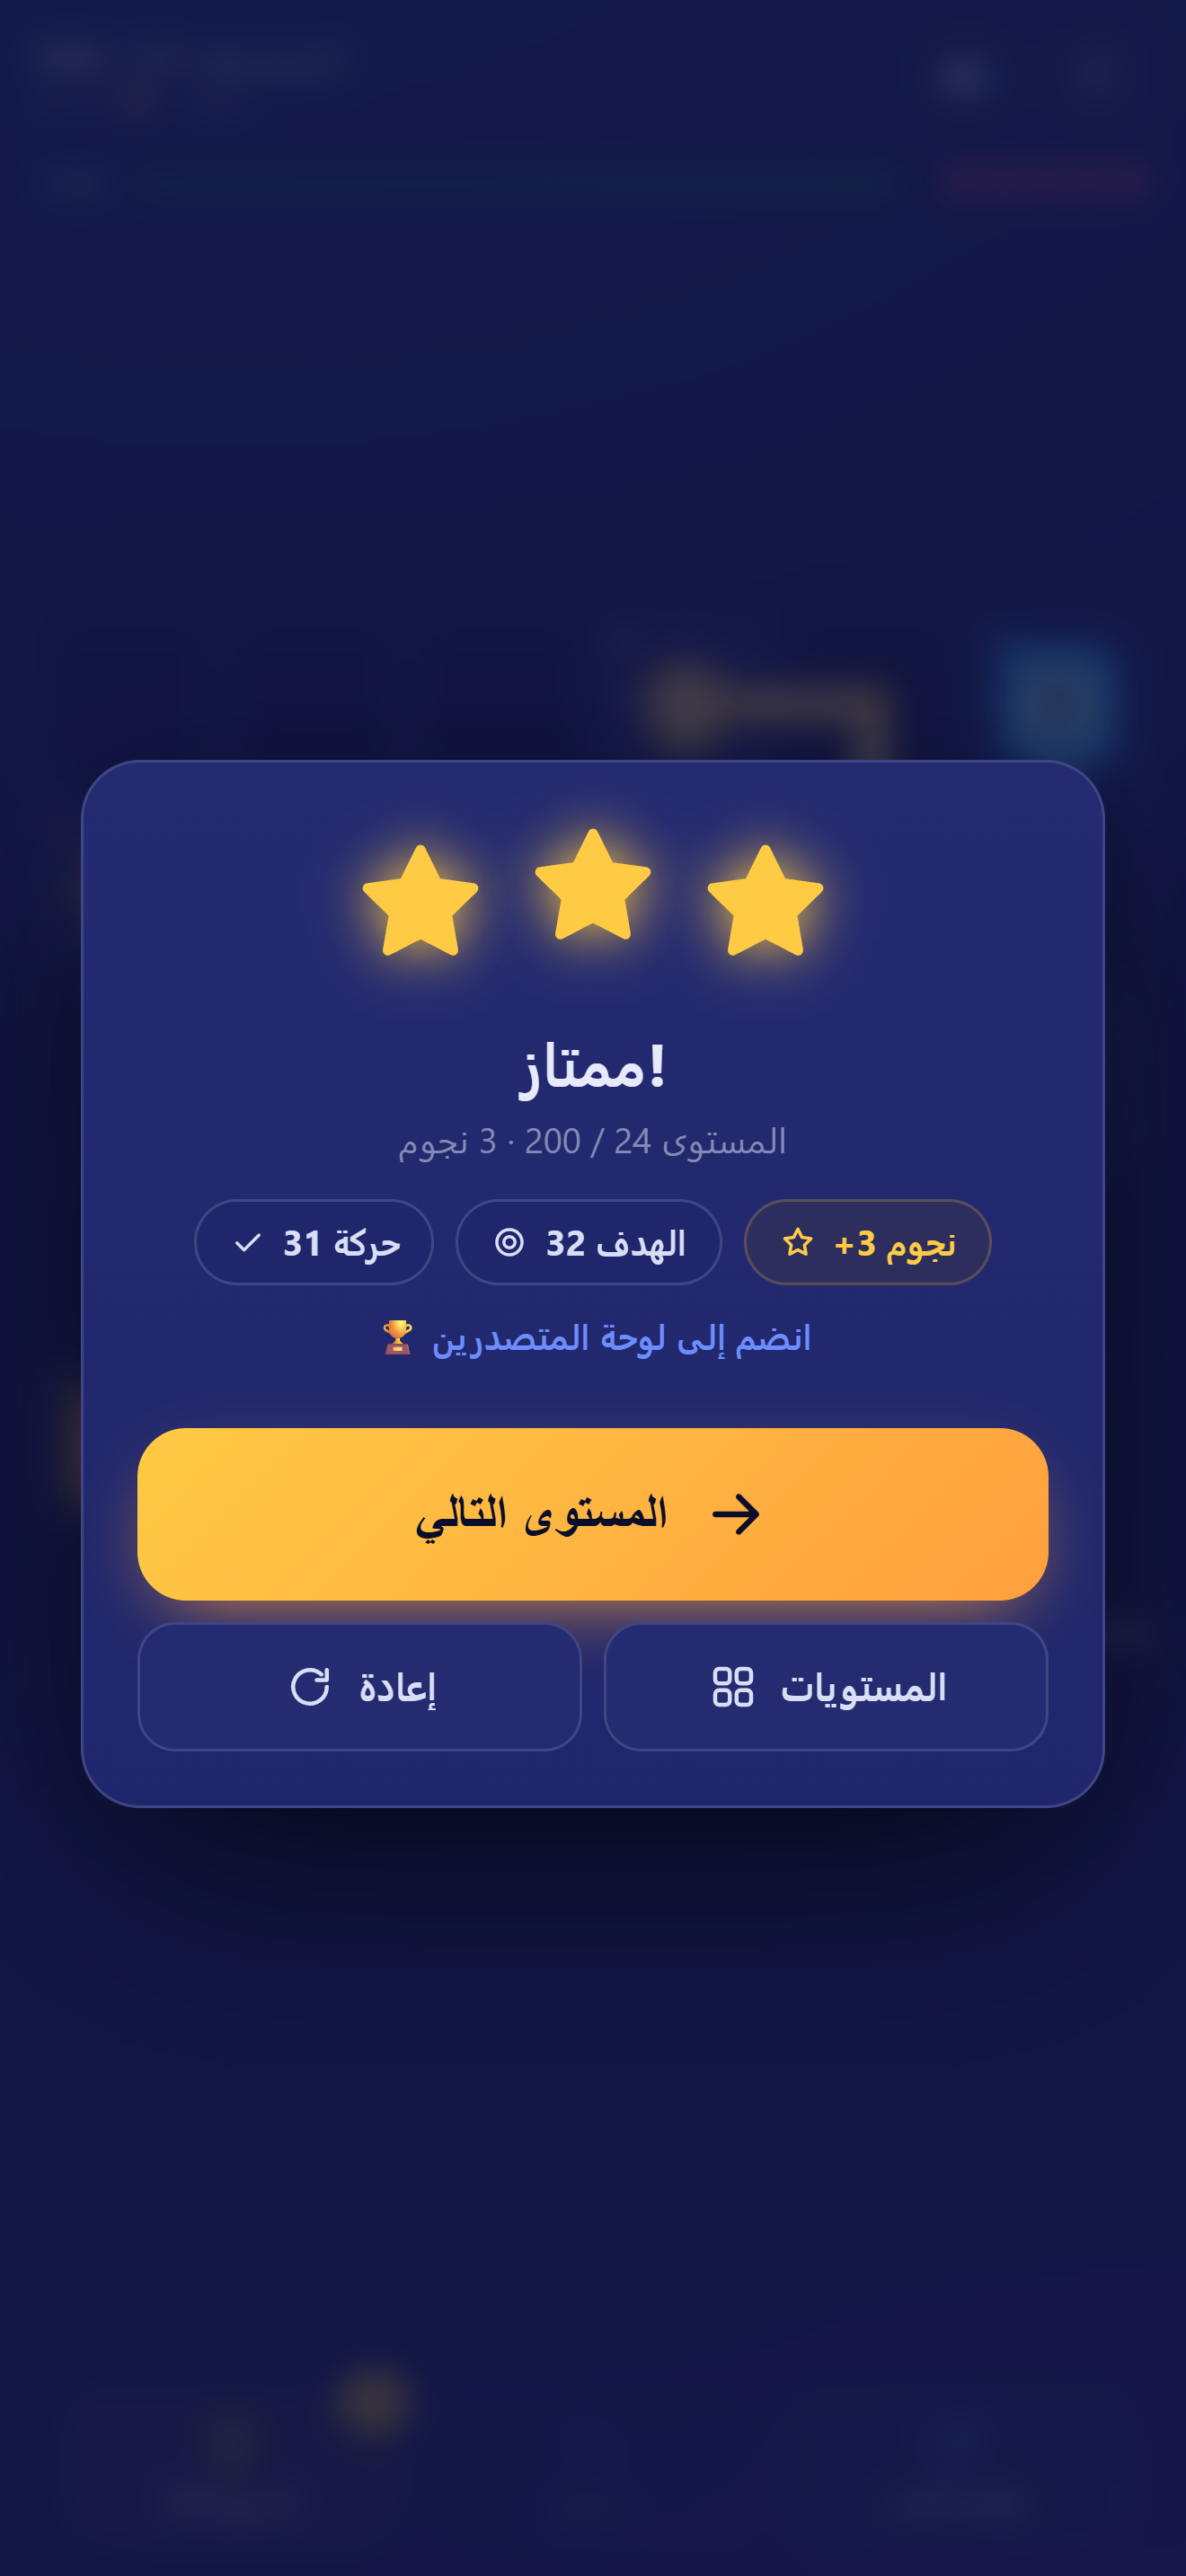 ممتاز!
المستوى 24 / 200 · 3 نجوم
حركة 31
الهدف 32
نجوم 3+
انضم إلى لوحة المتصدرين 🏆
المستوى التالي
إعادة
المستويات